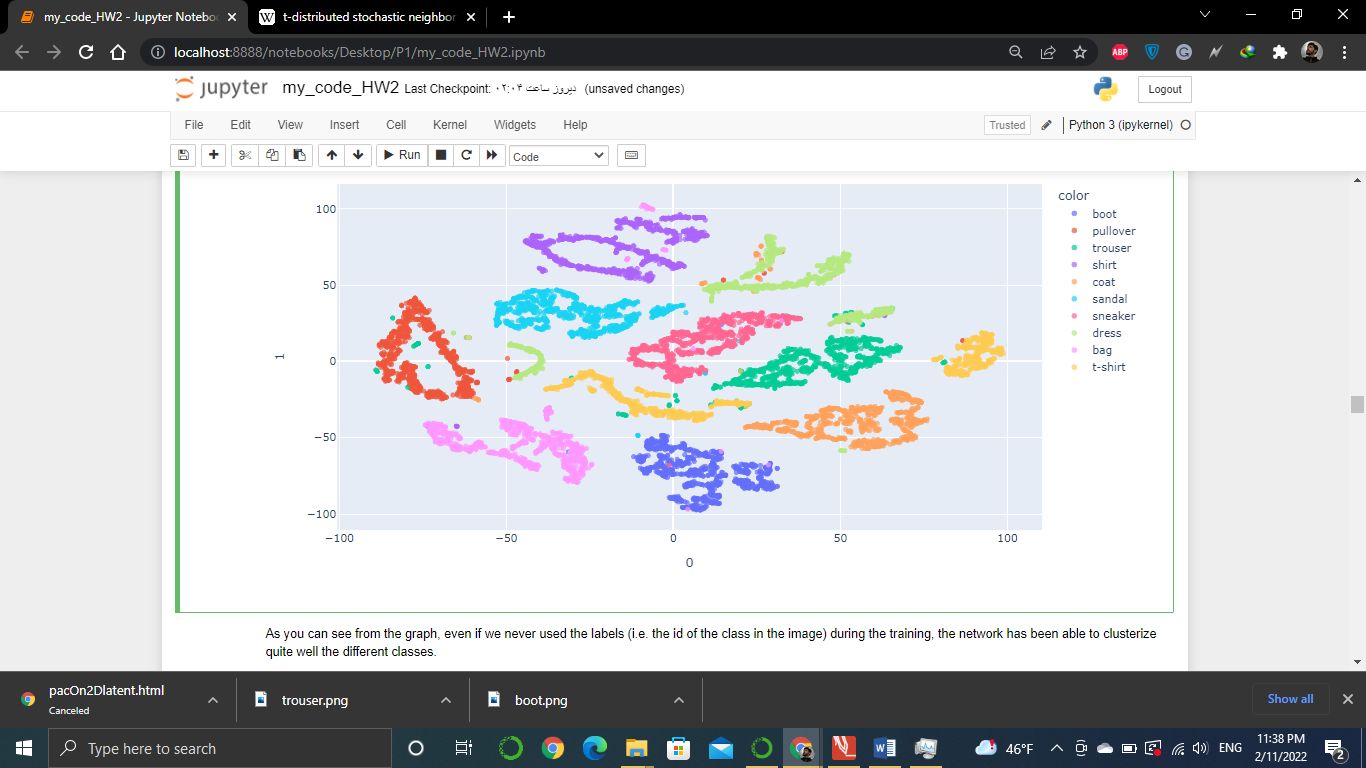 my_code_HW2 - Jupyter Notebo
t-distributed stochastic neighbor
localhost:8888/notebooks/Desktop/P1/my_code_HW2.ipynb
ABP
jupyter my_code_HW2 Last Checkpoint: دیروز ساعت ۰۲:۰۴ (unsaved changes)
Logout
File Edit View Insert Cell Kernel Widgets Help
Trusted Python 3 (ipykernel)
Run Code
color
boot
pullover
trouser
shirt
coat
sandal
sneaker
dress
bag
t-shirt
100
50
0
−50
−100
1
−100 −50 0 50 100
0
As you can see from the graph, even if we never used the labels (i.e. the id of the class in the image) during the training, the network has been able to clusterize
quite well the different classes.
pacOn2Dlatent.html
Canceled
trouser.png
boot.png
Show all
Type here to search
46°F
ENG
11:38 PM
2/11/2022
2